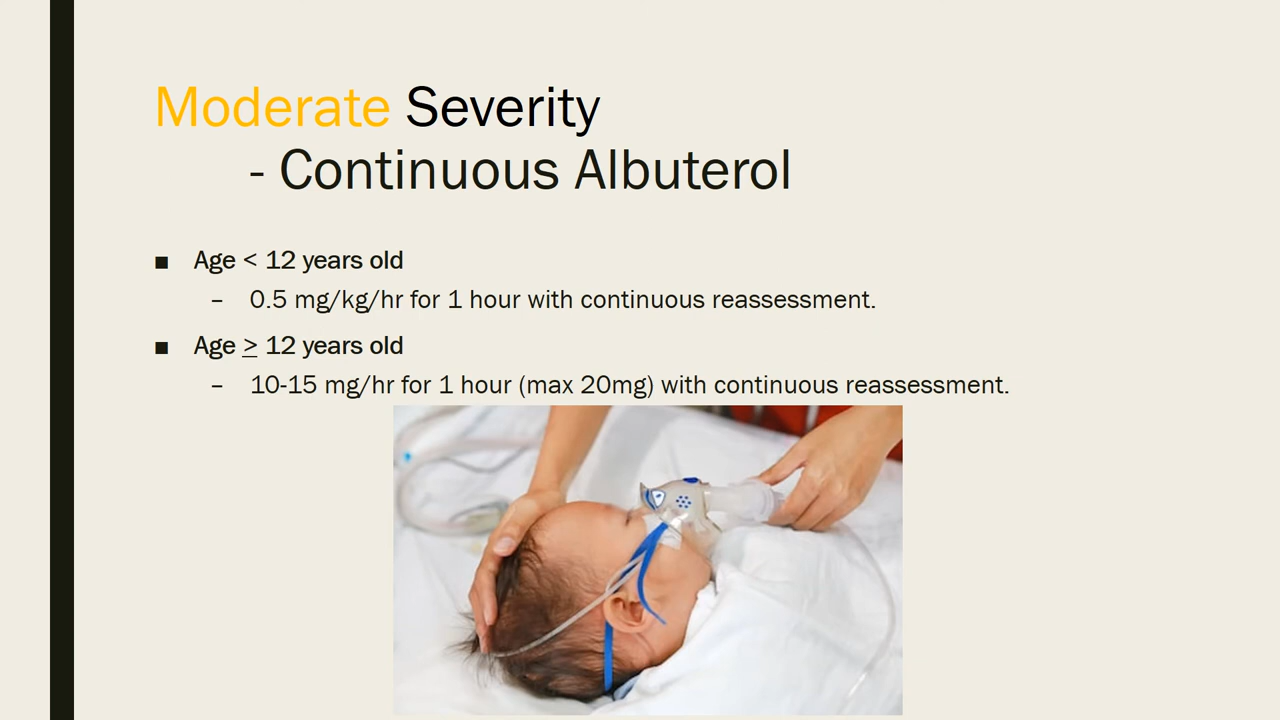 Moderate Severity
- Continuous Albuterol
■ Age < 12 years old
– 0.5 mg/kg/hr for 1 hour with continuous reassessment.
■ Age > 12 years old
– 10-15 mg/hr for 1 hour (max 20mg) with continuous reassessment.